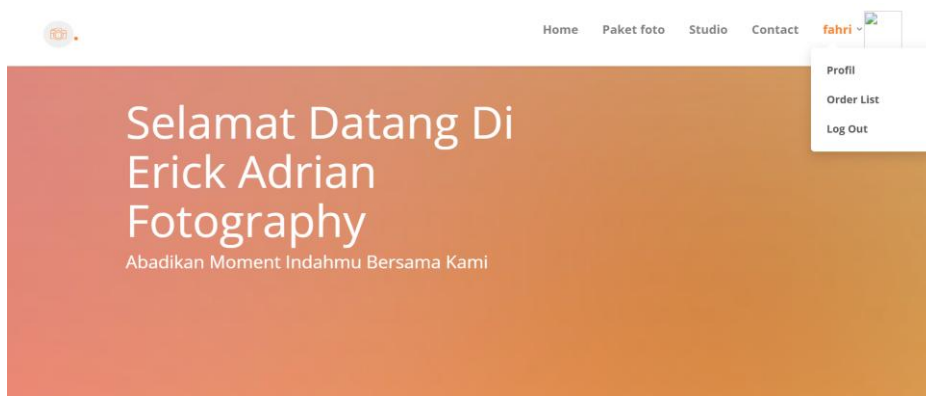 Home Paket foto Studio Contact fahri
Profil
Order List
Log Out
Selamat Datang Di
Erick Adrian
Fotography
Abadikan Moment Indahmu Bersama Kami